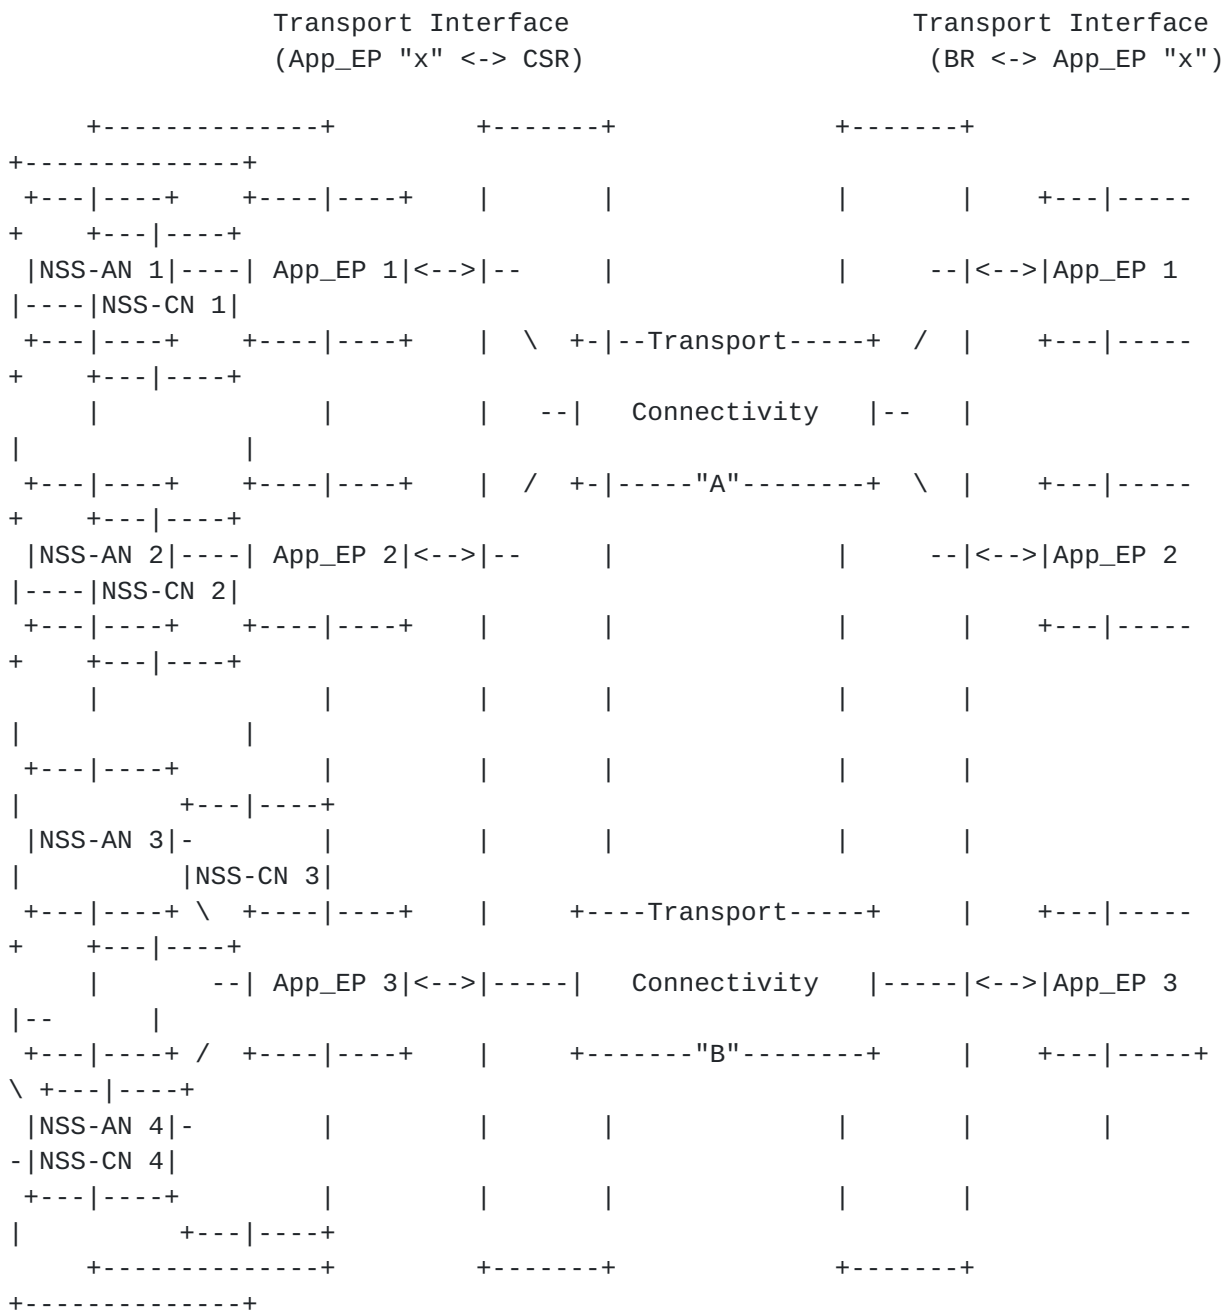 Transport Interface                      Transport Interface
                 (App_EP "x" <-> CSR)                      (BR <-> App_EP "x")

     +--------------+         +-------+              +-------+
+--------------+
 +---|----+    +----|----+    |       |              |       |    +---|-----
+    +---|----+
 |NSS-AN 1|----| App_EP 1|<-->|--     |              |     --|<-->|App_EP 1
|----|NSS-CN 1|
 +---|----+    +----|----+    |  \  +-|--Transport-----+  /  |    +---|-----
+    +---|----+
     |              |         |   --|   Connectivity   |--   |
|              |
 +---|----+    +----|----+    |  /  +-|-----"A"--------+  \  |    +---|-----
+    +---|----+
 |NSS-AN 2|----| App_EP 2|<-->|--     |              |     --|<-->|App_EP 2
|----|NSS-CN 2|
 +---|----+    +----|----+    |       |              |       |    +---|-----
+    +---|----+
     |              |         |       |              |       |
|              |
 +---|----+         |         |       |              |       |
|          +---|----+
 |NSS-AN 3|-        |         |       |              |       |
|          |NSS-CN 3|
 +---|----+ \  +----|----+    |     +----Transport-----+     |    +---|-----
+    +---|----+
     |       --| App_EP 3|<-->|-----|   Connectivity   |-----|<-->|App_EP 3
|--      |
 +---|----+ /  +----|----+    |     +-------"B"--------+     |    +---|-----+
\ +---|----+
 |NSS-AN 4|-        |         |       |              |       |        |
-|NSS-CN 4|
 +---|----+         |         |       |              |       |
|          +---|----+
     +--------------+         +-------+              +-------+
+--------------+